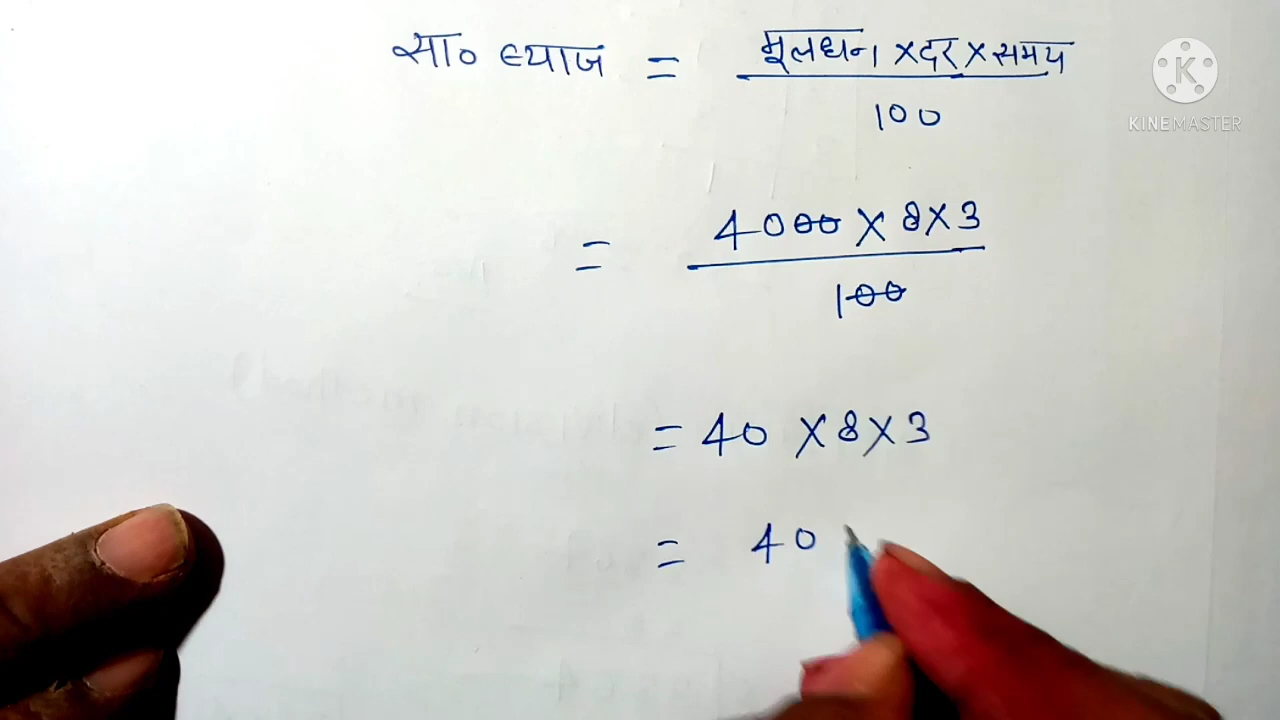 सा० ब्याज = मूलधन × दर × समय
100
K
KINEMASTER
= 4000 × 8 × 3
100
= 40 × 8 × 3
= 40